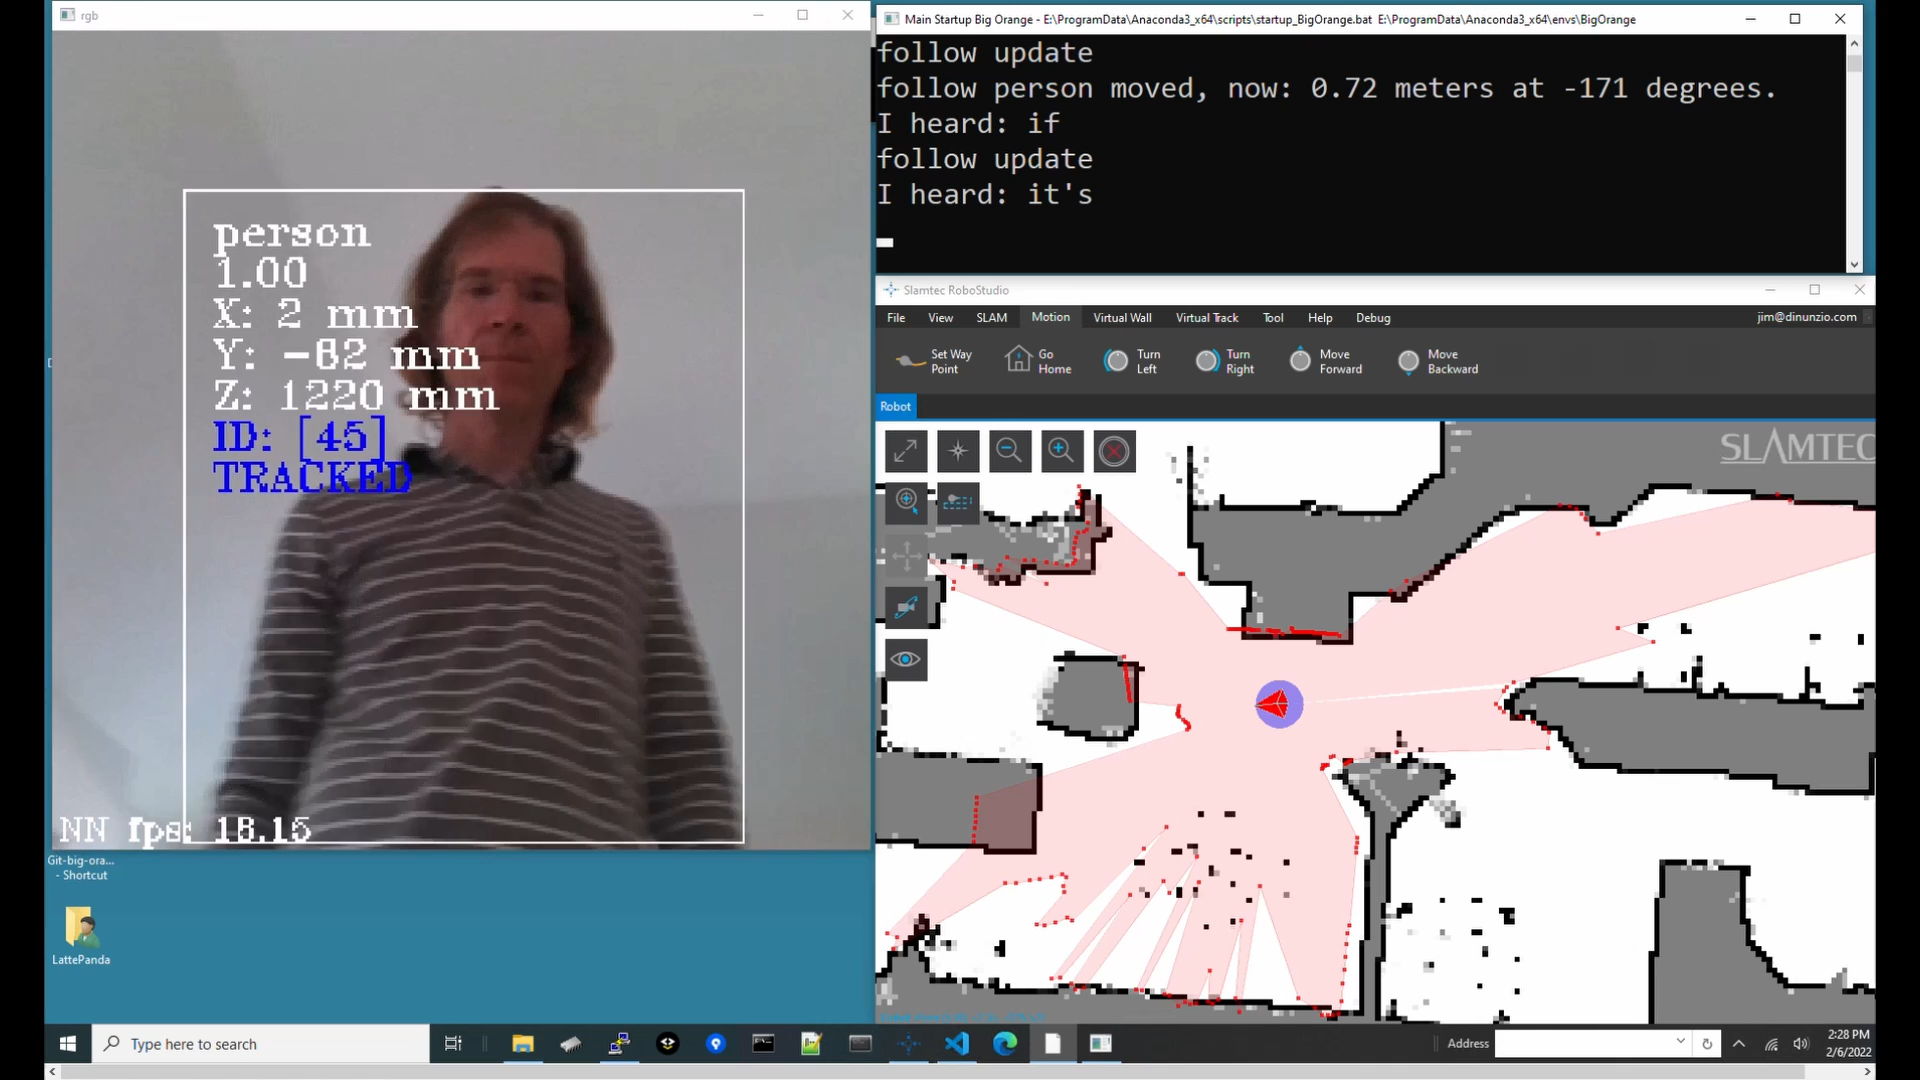 rgb
person
1.00
X: 2 mm
Y: -62 mm
Z: 1220 mm
ID: [45]
TRACKED
NN fps: 18.15
Main Startup Big Orange - E:\ProgramData\Anaconda3_x64\scripts\startup_BigOrange.bat E:\ProgramData\Anaconda3_x64\envs\BigOrange
follow update
follow person moved, now: 0.72 meters at -171 degrees.
I heard: if
follow update
I heard: it's
Slamtec RoboStudio
File View SLAM Motion Virtual Wall Virtual Track Tool Help Debug jim@dinunzio.com
Set Way Point
Go Home
Turn Left
Turn Right
Move Forward
Move Backward
Robot
SLAMTEC
Git-big-ora...
- Shortcut
LattePanda
Type here to search
Address
2:28 PM
2/6/2022